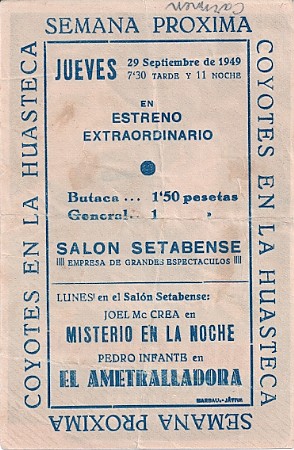 SEMANA PROXIMA
COYOTES EN LA HUASTECA
JUEVES
29 Septiembre de 1949
7'30 TARDE Y 11 NOCHE
EN
ESTRENO
EXTRAORDINARIO
Butaca ... 1'50 pesetas
General... 1
SALON SETABENSE
EMPRESA DE GRANDES ESPECTACULOS
LUNES' en el Salón Setabense:
JOEL Mc CREA en
MISTERIO EN LA NOCHE
PEDRO INFANTE en
EL AMETRALLADORA
COYOTES EN LA HUASTECA
SEMANA PROXIMA